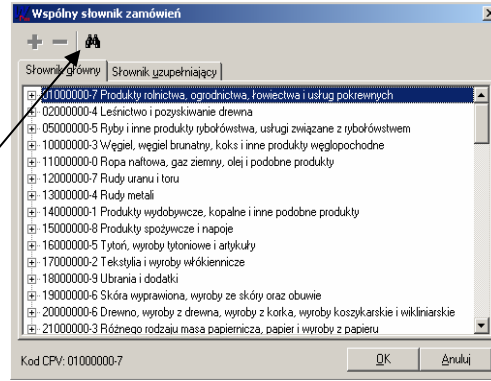 Wspólny słownik zamówień
Słownik główny Słownik uzupełniający
01000000-7 Produkty rolnictwa, ogrodnictwa, łowiectwa i usług pokrewnych
02000000-4 Leśnictwo i pozyskiwanie drewna
05000000-5 Ryby i inne produkty rybołówstwa, usługi związane z rybołówstwem
10000000-3 Węgiel, węgiel brunatny, koks i inne produkty węglopochodne
11000000-0 Ropa naftowa, gaz ziemny, olej i podobne produkty
12000000-7 Rudy uranu i toru
13000000-4 Rudy metali
14000000-1 Produkty wydobywcze, kopalne i inne podobne produkty
15000000-8 Produkty spożywcze i napoje
16000000-5 Tytoń, wyroby tytoniowe i artykuły
17000000-2 Tekstylia i wyroby włókiennicze
18000000-9 Ubrania i dodatki
19000000-6 Skóra wyprawiona, wyroby ze skóry oraz obuwie
20000000-6 Drewno, wyroby z drewna, wyroby z korka, wyroby koszykarskie i wikliniarskie
21000000-3 Różnego rodzaju masa papiernicza, papier i wyroby z papieru
Kod CPV: 01000000-7 OK Anuluj